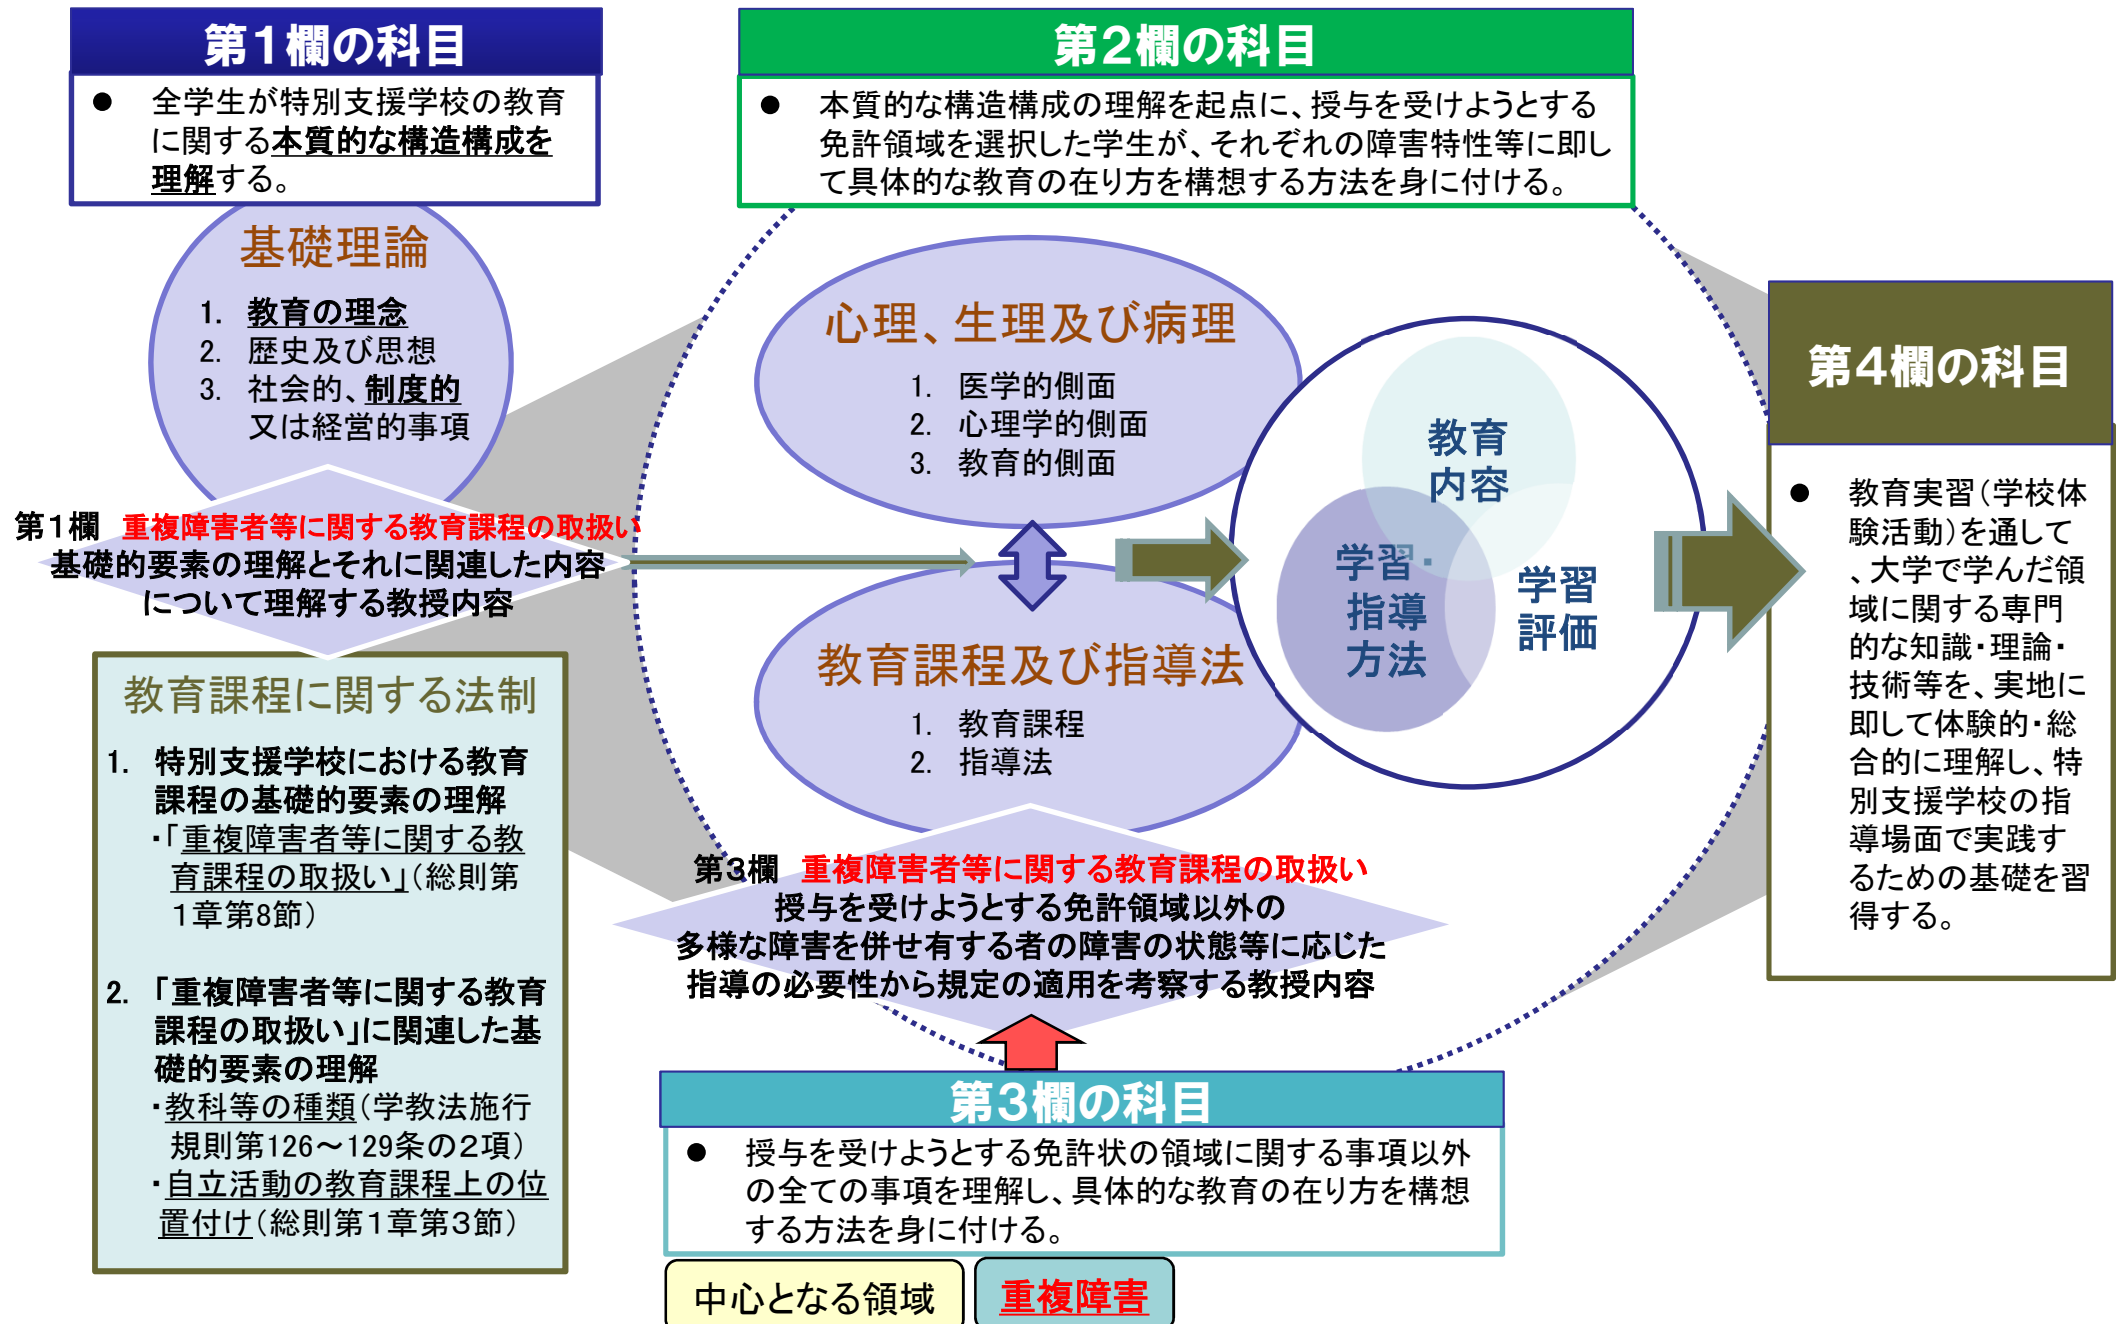 第1欄の科目
● 全学生が特別支援学校の教育
に関する本質的な構造構成を
理解する。
基礎理論
1. 教育の理念
2. 歴史及び思想
3. 社会的、制度的
又は経営的事項
第1欄 重複障害者等に関する教育課程の取扱い
基礎的要素の理解とそれに関連した内容
について理解する教授内容
教育課程に関する法制
1. 特別支援学校における教育
課程の基礎的要素の理解
・「重複障害者等に関する教
育課程の取扱い」(総則第
1章第8節)
2. 「重複障害者等に関する教育
課程の取扱い」に関連した基
礎的要素の理解
・教科等の種類(学教法施行
規則第126~129条の2項)
・自立活動の教育課程上の位
置付け(総則第1章第3節)
第2欄の科目
● 本質的な構造構成の理解を起点に、授与を受けようとする
免許領域を選択した学生が、それぞれの障害特性等に即し
て具体的な教育の在り方を構想する方法を身に付ける。
心理、生理及び病理
1. 医学的側面
2. 心理学的側面
3. 教育的側面
教育課程及び指導法
1. 教育課程
2. 指導法
教育
内容
学習・
指導
方法
学習
評価
第3欄 重複障害者等に関する教育課程の取扱い
授与を受けようとする免許領域以外の
多様な障害を併せ有する者の障害の状態等に応じた
指導の必要性から規定の適用を考察する教授内容
第3欄の科目
● 授与を受けようとする免許状の領域に関する事項以外
の全ての事項を理解し、具体的な教育の在り方を構想
する方法を身に付ける。
中心となる領域
重複障害
第4欄の科目
● 教育実習(学校体
験活動)を通して
、大学で学んだ領
域に関する専門
的な知識・理論・
技術等を、実地に
即して体験的・総
合的に理解し、特
別支援学校の指
導場面で実践す
るための基礎を習
得する。